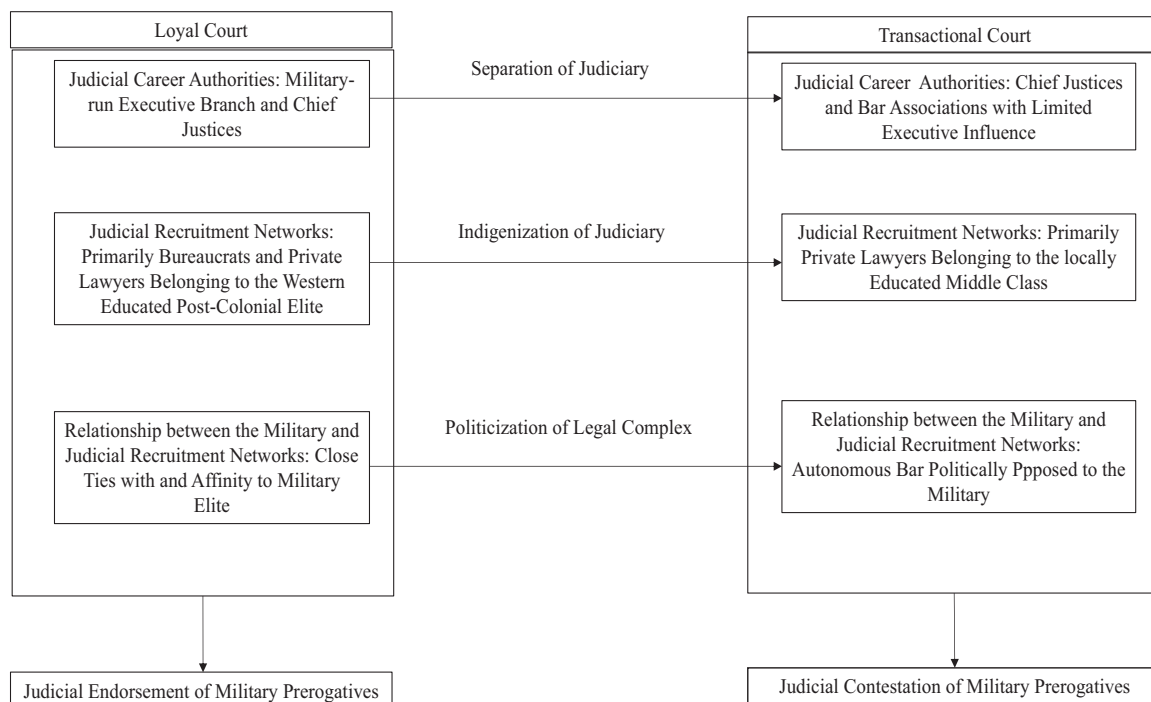 Loyal Court
Judicial Career Authorities: Military-
run Executive Branch and Chief
Justices
Judicial Recruitment Networks:
Primarily Bureaucrats and Private
Lawyers Belonging to the Western
Educated Post-Colonial Elite
Relationship between the Military and
Judicial Recruitment Networks: Close
Ties with and Affinity to Military
Elite
Judicial Endorsement of Military Prerogatives
Separation of Judiciary
Indigenization of Judiciary
Politicization of Legal Complex
Transactional Court
Judicial Career Authorities: Chief Justices
and Bar Associations with Limited
Executive Influence
Judicial Recruitment Networks: Primarily
Private Lawyers Belonging to the locally
Educated Middle Class
Relationship between the Military and
Judicial Recruitment Networks:
Autonomous Bar Politically Ppposed to the
Military
Judicial Contestation of Military Prerogatives